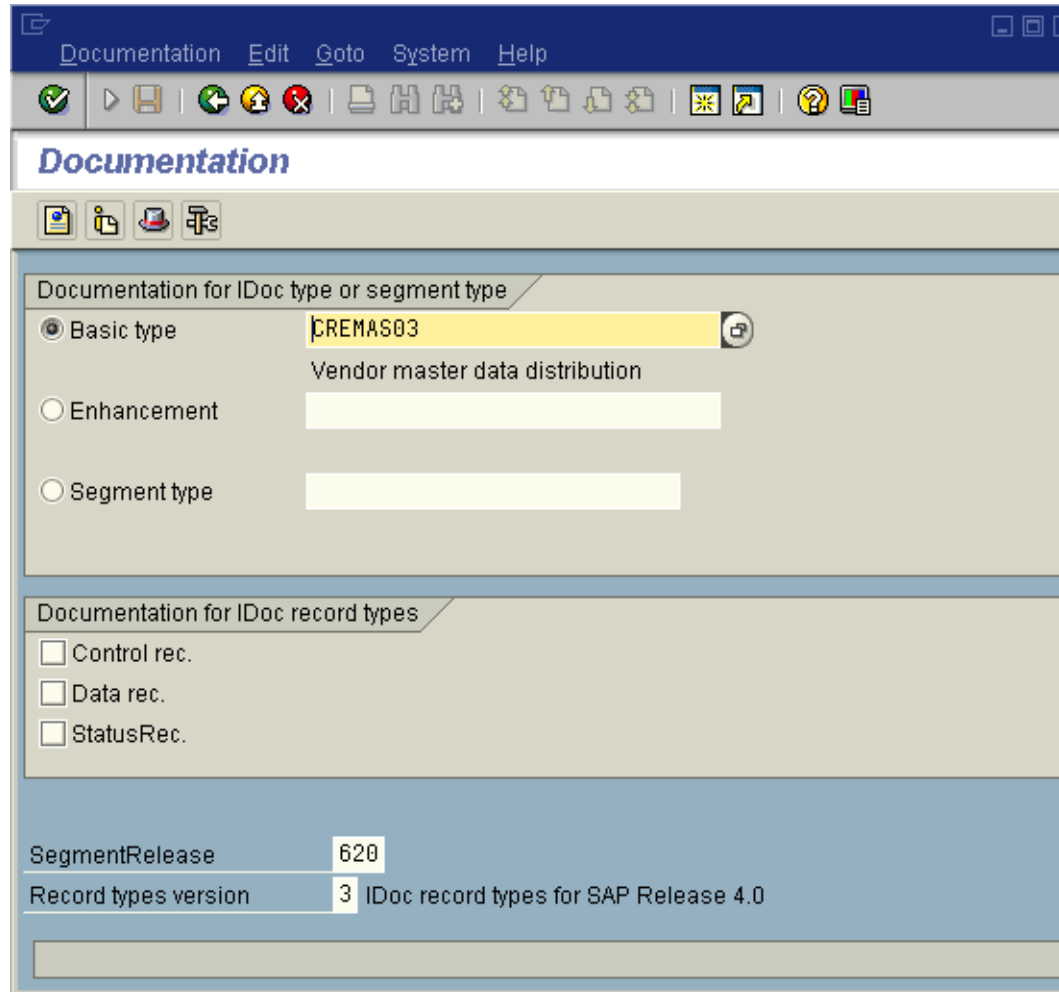 Documentation Edit Goto System Help
Documentation
Documentation for IDoc type or segment type
Basic type CREMAS03
Vendor master data distribution
Enhancement
Segment type
Documentation for IDoc record types
Control rec.
Data rec.
StatusRec.
SegmentRelease 620
Record types version 3 IDoc record types for SAP Release 4.0